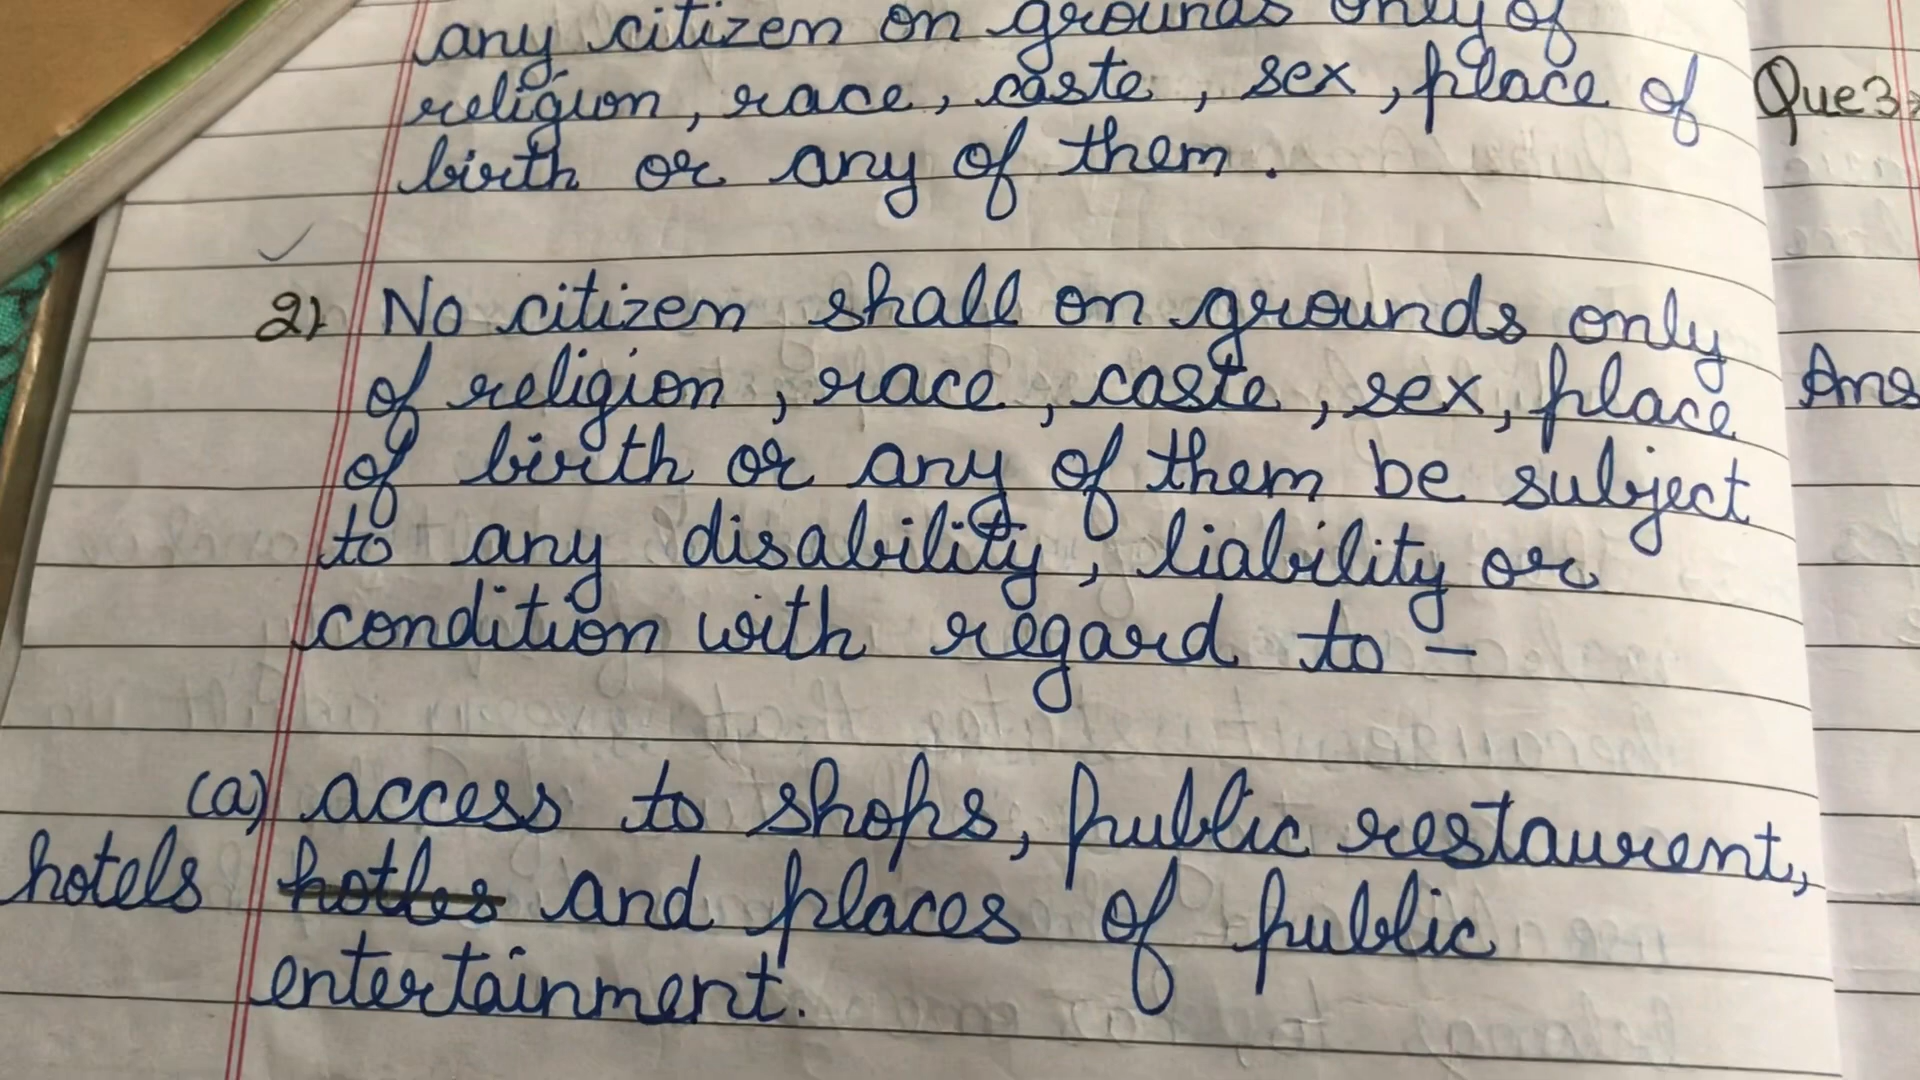 any citizen on grounds only of
religion, race, caste, sex, place of
birth or any of them.
2) No citizen shall on grounds only
of religion, race, caste, sex, place
of birth or any of them be subject
to any disability, liability or
condition with regard to –
(a) access to shops, public restaurent,
hotels hotles and places of public
entertainment.
Que3
Ans